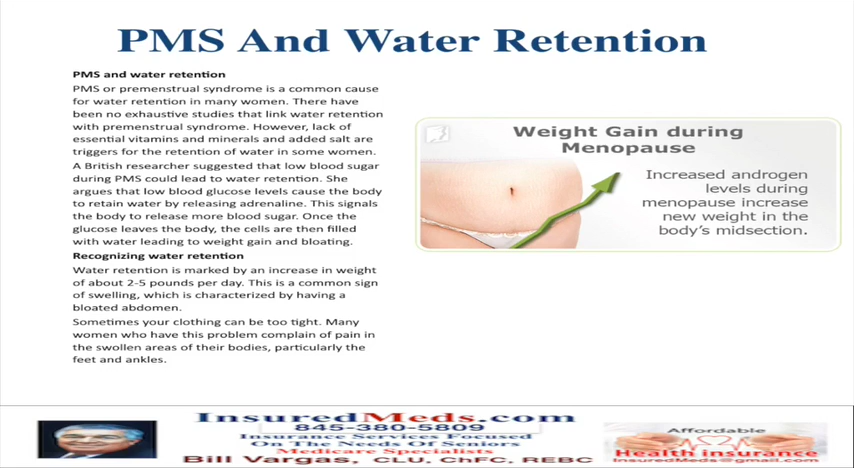 PMS And Water Retention
PMS and water retention
PMS or premenstrual syndrome is a common cause
for water retention in many women. There have
been no exhaustive studies that link water retention
with premenstrual syndrome. However, lack of
essential vitamins and minerals and added salt are
triggers for the retention of water in some women.
A British researcher suggested that low blood sugar
during PMS could lead to water retention. She
argues that low blood glucose levels cause the body
to retain water by releasing adrenaline. This signals
the body to release more blood sugar. Once the
glucose leaves the body, the cells are then filled
with water leading to weight gain and bloating.
Recognizing water retention
Water retention is marked by an increase in weight
of about 2-5 pounds per day. This is a common sign
of swelling, which is characterized by having a
bloated abdomen.
Sometimes your clothing can be too tight. Many
women who have this problem complain of pain in
the swollen areas of their bodies, particularly the
feet and ankles.
Weight Gain during
Menopause
Increased androgen
levels during
menopause increase
new weight in the
body's midsection.
InsuredMeds.com
845-380-5809
Insurance Services Focused
On The Needs Of Seniors
Medicare Specialists
Bill Vargas, CLU, ChFC, REBC
Affordable
Health insurance
InsuredMeds@gmail.com